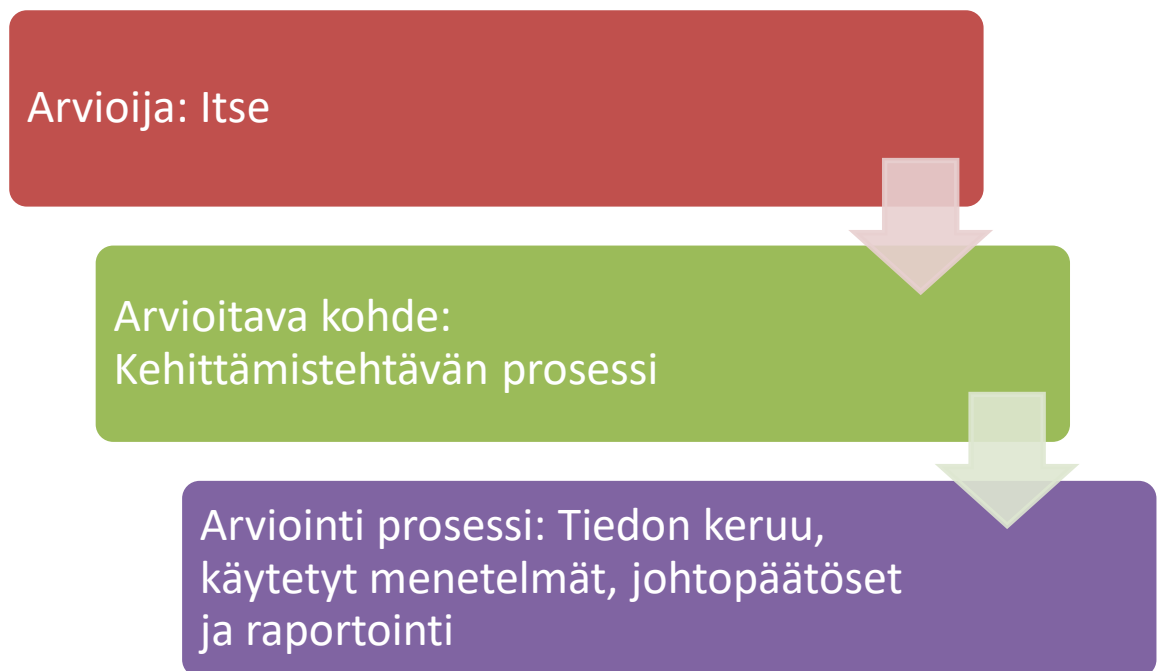 Arvioija: Itse
Arvioitava kohde:
Kehittämistehtävän prosessi
Arviointi prosessi: Tiedon keruu,
käytetyt menetelmät, johtopäätöset
ja raportointi